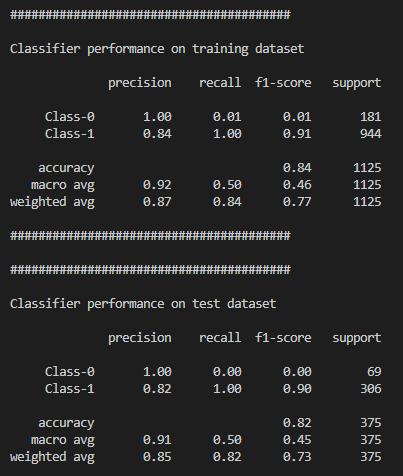 ########################################
Classifier performance on training dataset
precision recall f1-score support
Class-0 1.00 0.01 0.01 181
Class-1 0.84 1.00 0.91 944
accuracy 0.84 1125
macro avg 0.92 0.50 0.46 1125
weighted avg 0.87 0.84 0.77 1125
########################################
########################################
Classifier performance on test dataset
precision recall f1-score support
Class-0 1.00 0.00 0.00 69
Class-1 0.82 1.00 0.90 306
accuracy 0.82 375
macro avg 0.91 0.50 0.45 375
weighted avg 0.85 0.82 0.73 375